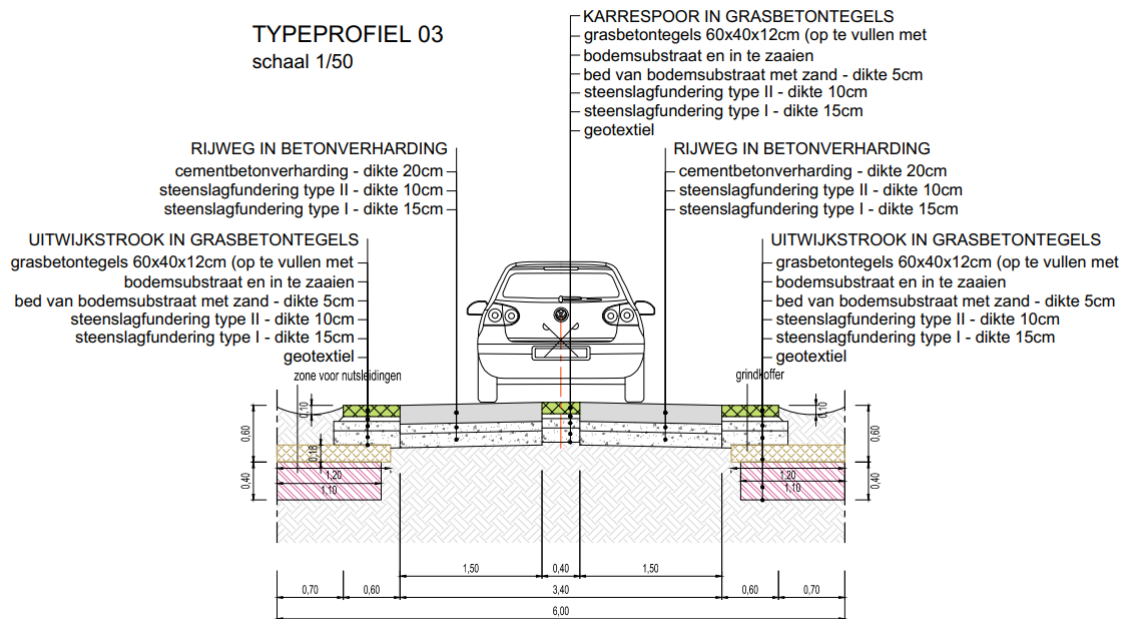 TYPEPROFIEL 03
schaal 1/50
KARRESPOOR IN GRASBETONTEGELS
grasbetontegels 60x40x12cm (op te vullen met
bodemsubstraat en in te zaaien
bed van bodemsubstraat met zand - dikte 5cm
steenslagfundering type II - dikte 10cm
steenslagfundering type I - dikte 15cm
geotextiel
RIJWEG IN BETONVERHARDING
cementbetonverharding - dikte 20cm
steenslagfundering type II - dikte 10cm
steenslagfundering type I - dikte 15cm
RIJWEG IN BETONVERHARDING
cementbetonverharding - dikte 20cm
steenslagfundering type II - dikte 10cm
steenslagfundering type I - dikte 15cm
UITWIJKSTROOK IN GRASBETONTEGELS
grasbetontegels 60x40x12cm (op te vullen met
bodemsubstraat en in te zaaien
bed van bodemsubstraat met zand - dikte 5cm
steenslagfundering type II - dikte 10cm
steenslagfundering type I - dikte 15cm
geotextiel
zone voor nutsleidingen
UITWIJKSTROOK IN GRASBETONTEGELS
grasbetontegels 60x40x12cm (op te vullen met
bodemsubstraat en in te zaaien
bed van bodemsubstraat met zand - dikte 5cm
steenslagfundering type II - dikte 10cm
steenslagfundering type I - dikte 15cm
geotextiel
grindkoffer
0,10
0,10
0,60
0,18
0,60
0,40
1,20
1,10
1,20
1,10
0,40
1,50
0,40
1,50
0,70
0,60
3,40
0,60
0,70
6,00